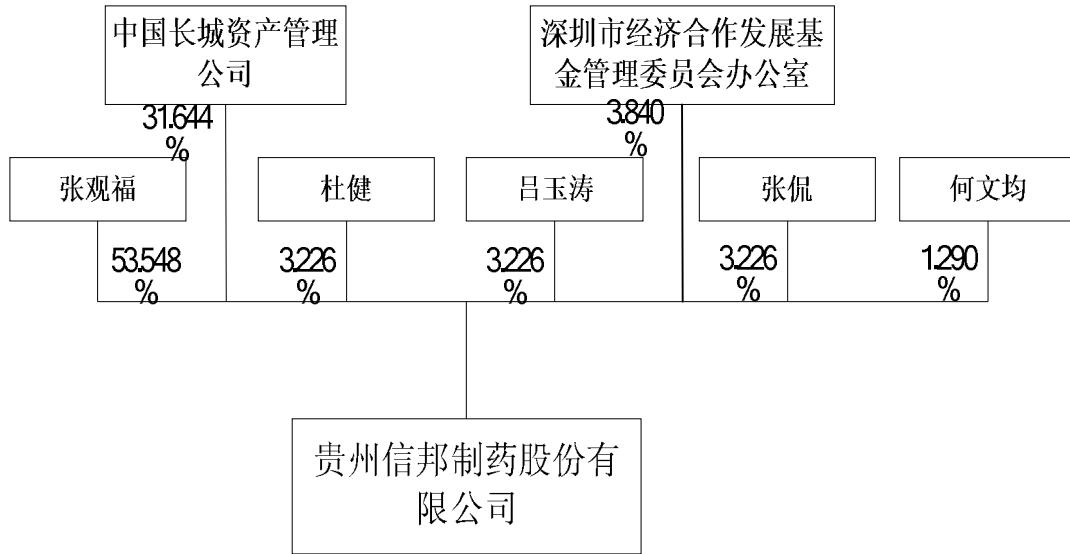 中国长城资产管理
公司
深圳市经济合作发展基
金管理委员会办公室
31.644
%
3.840
%
张观福
杜健
吕玉涛
张侃
何文均
53.548
%
3.226
%
3.226
%
3.226
%
1.290
%
贵州信邦制药股份有
限公司